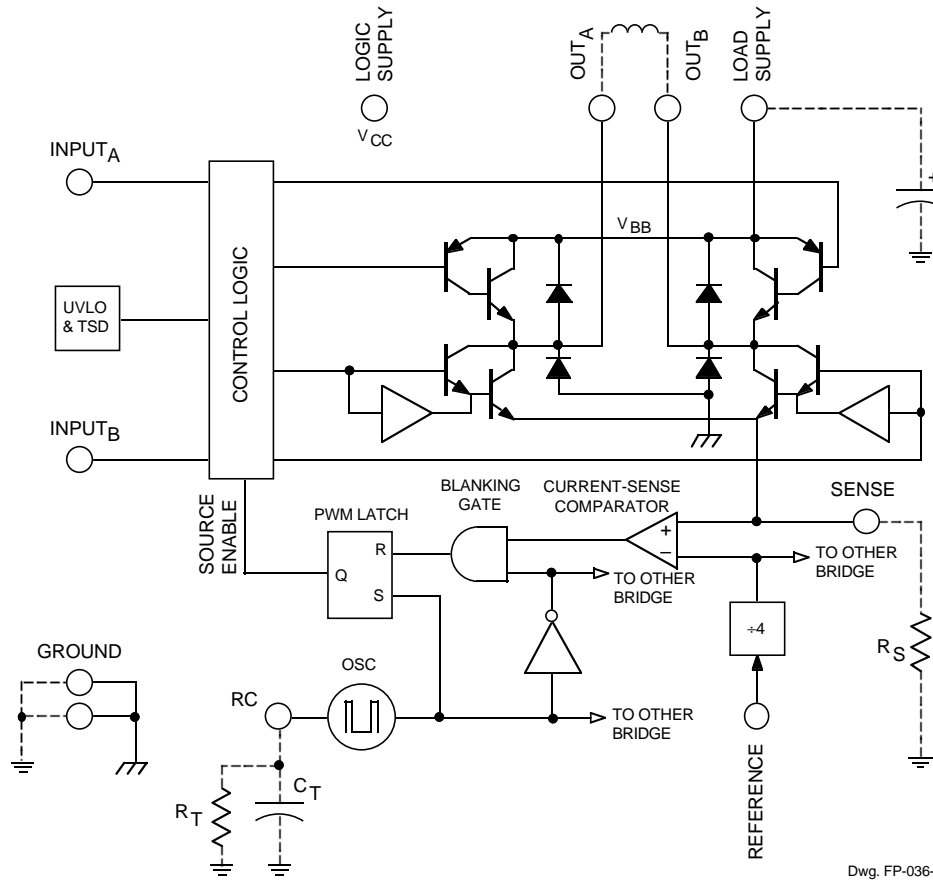 LOGIC
SUPPLY
V CC
OUT A
OUT B
LOAD
SUPPLY
+
INPUT A
V BB
CONTROL LOGIC
UVLO
& TSD
INPUT B
SOURCE
ENABLE
PWM LATCH
R
Q
S
BLANKING
GATE
CURRENT-SENSE
COMPARATOR
+
−
SENSE
TO OTHER
BRIDGE
TO OTHER
BRIDGE
÷4
R S
GROUND
RC
OSC
TO OTHER
BRIDGE
R T
C T
REFERENCE
Dwg. FP-036-